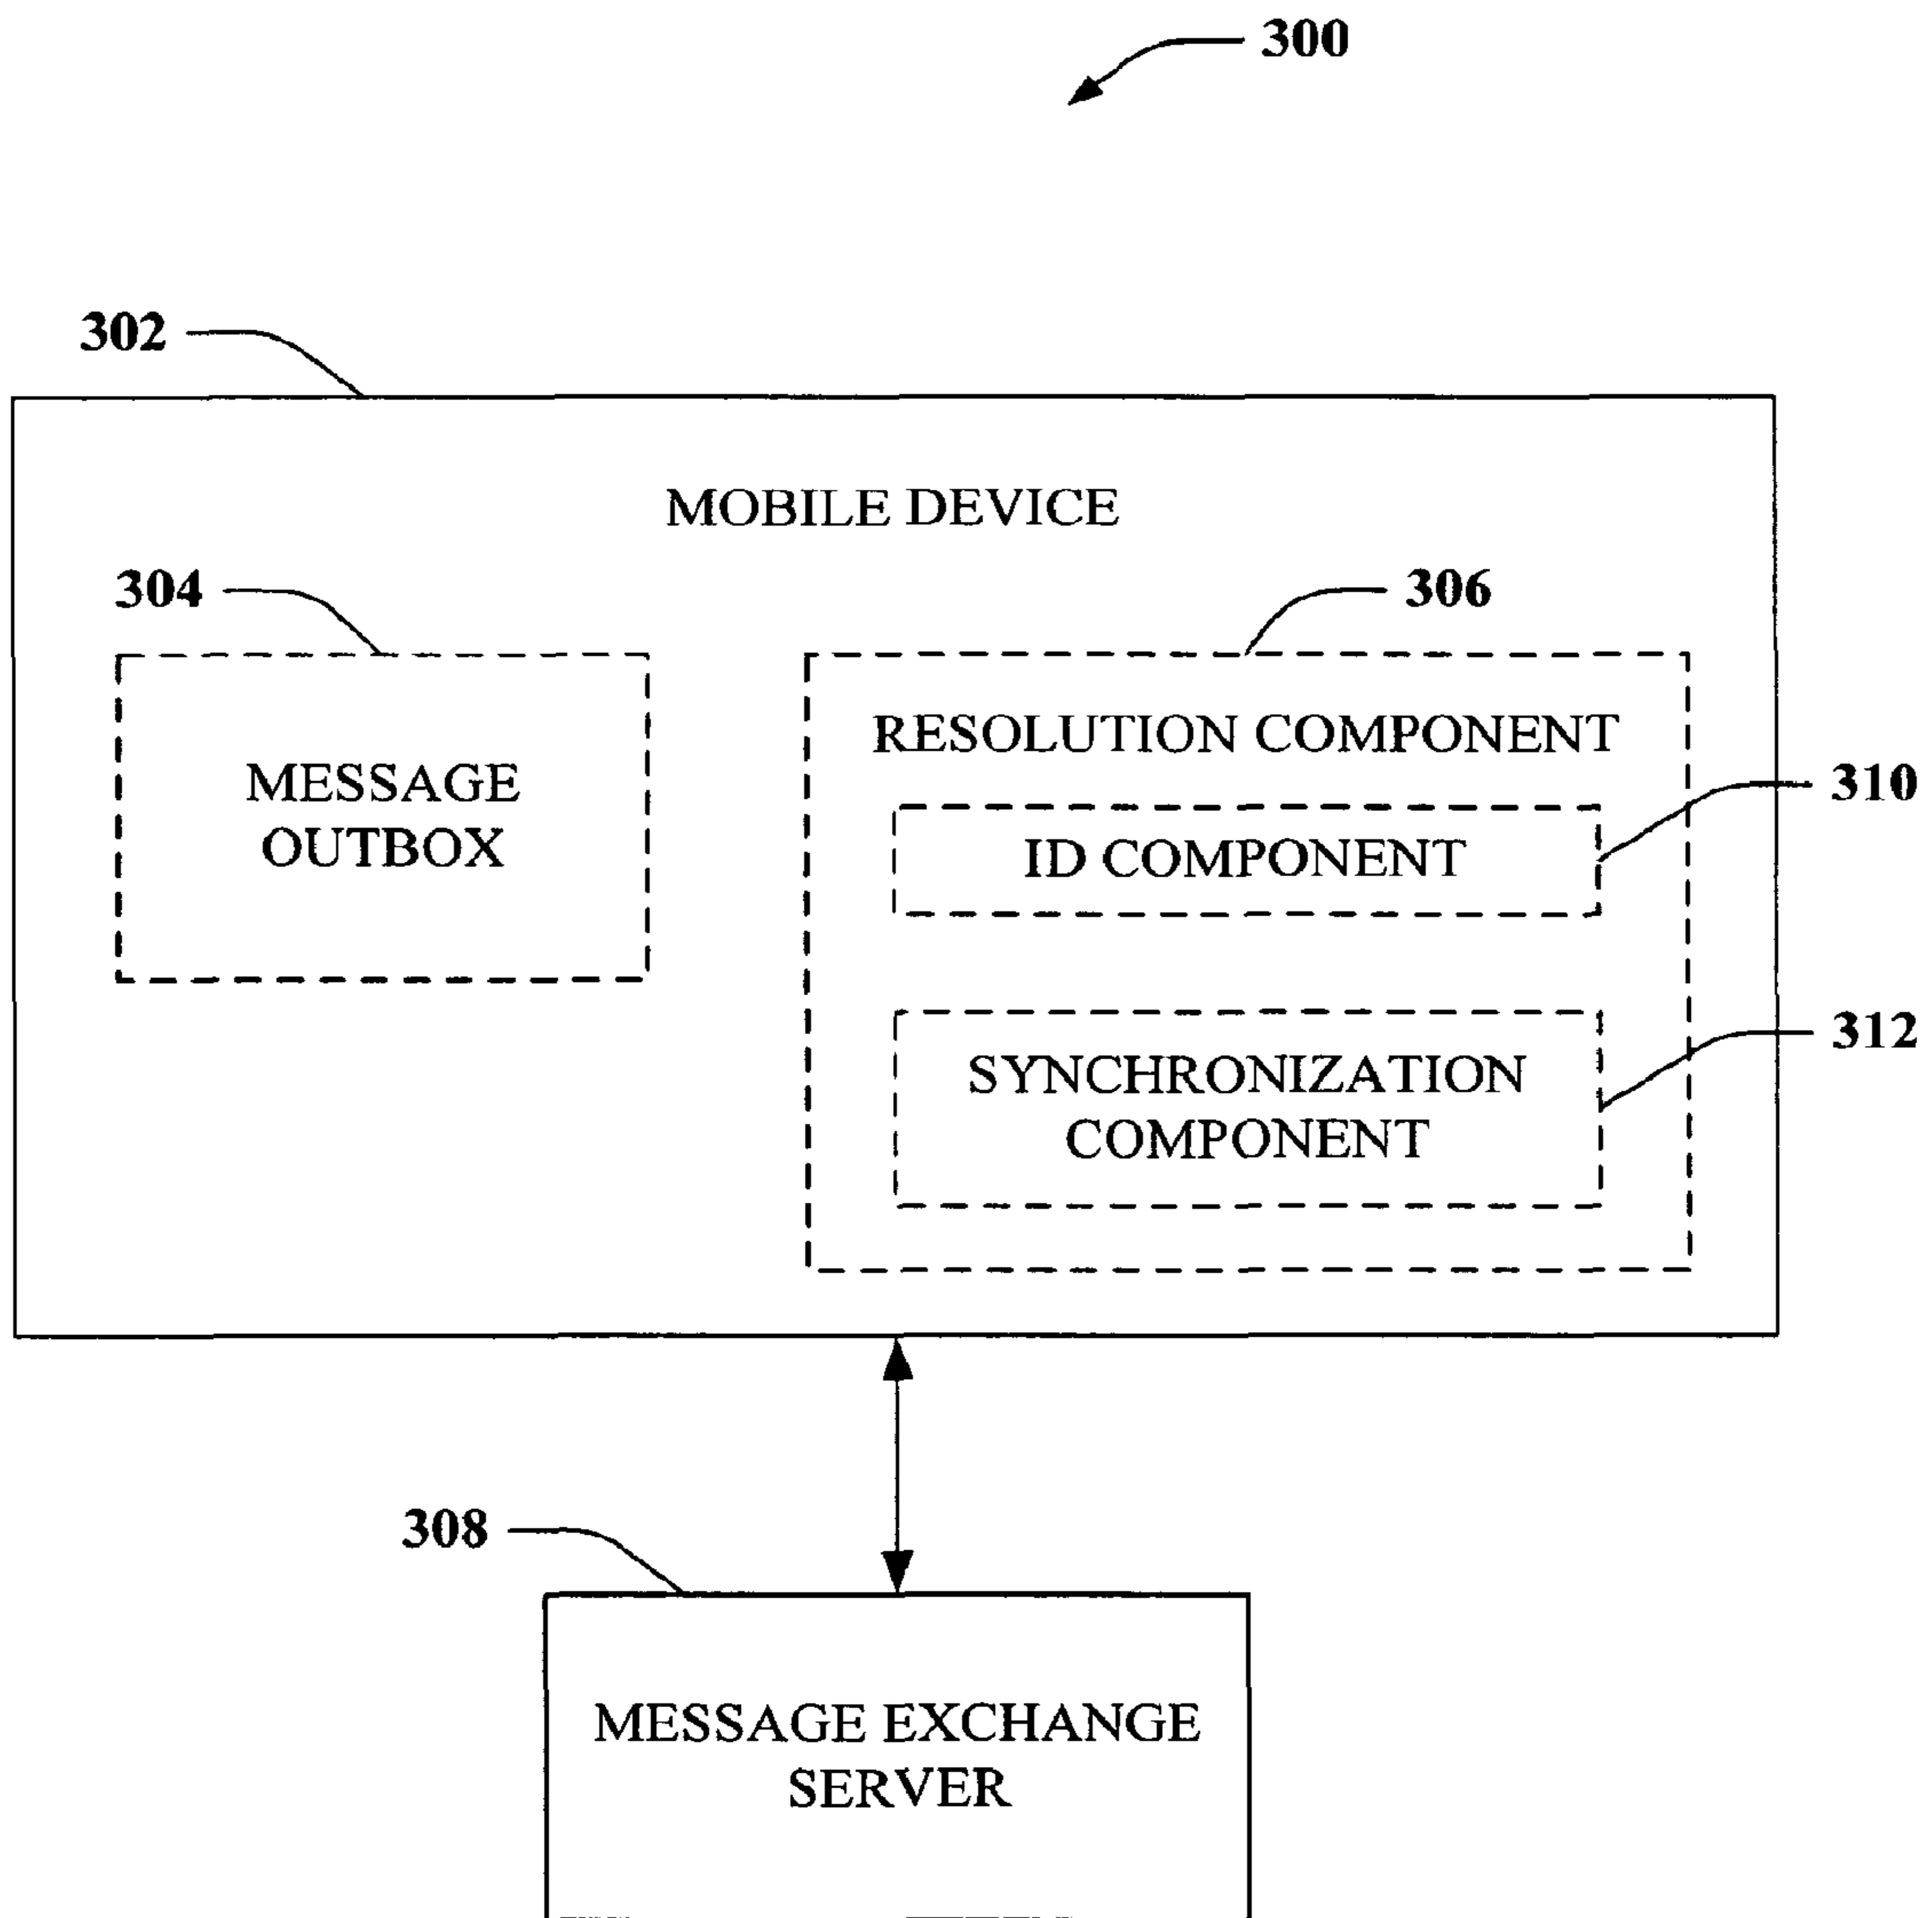 300
302
MOBILE DEVICE
304
306
MESSAGE
OUTBOX
RESOLUTION COMPONENT
310
ID COMPONENT
312
SYNCHRONIZATION
COMPONENT
308
MESSAGE EXCHANGE
SERVER